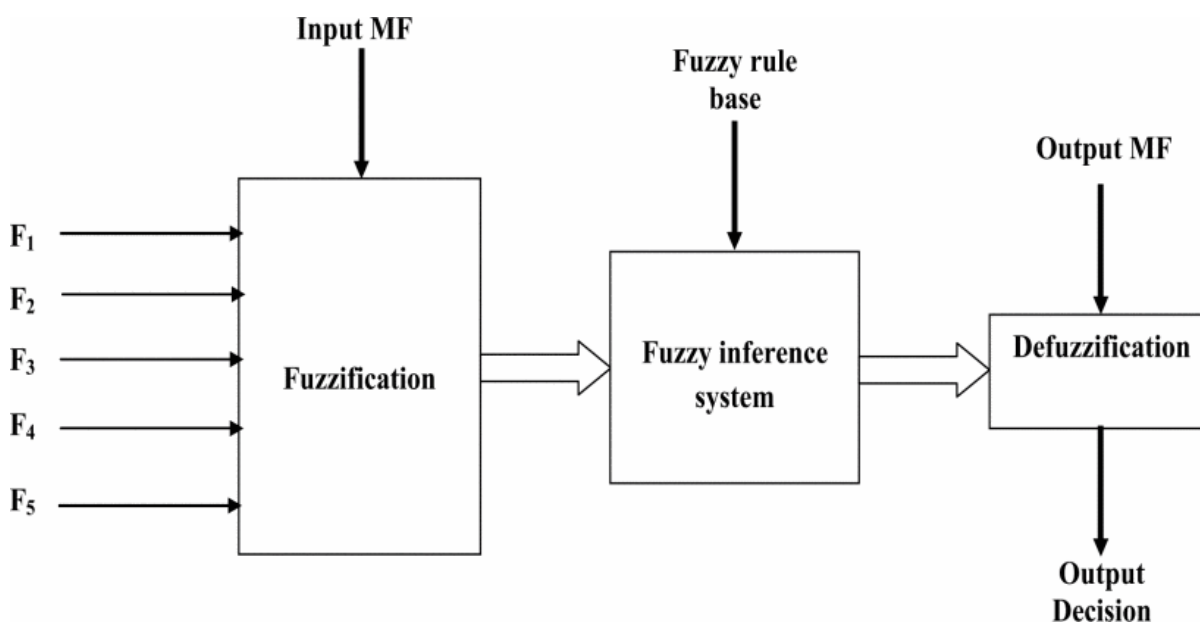 Input MF
Fuzzy rule
base
Output MF
F₁
F₂
F₃
F₄
F₅
Fuzzification
Fuzzy inference
system
Defuzzification
Output
Decision